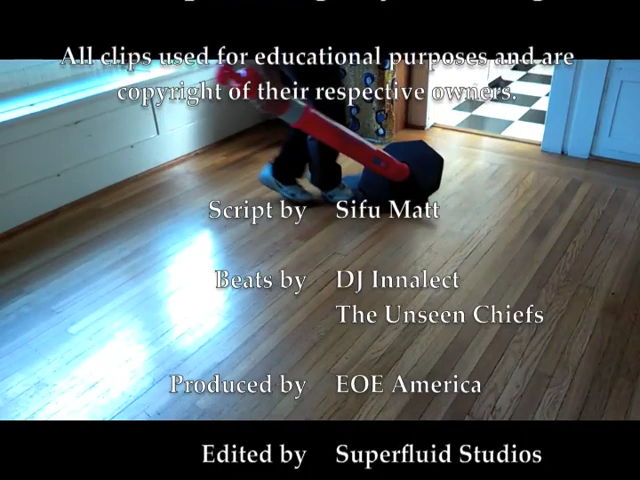 All clips used for educational purposes and are
copyright of their respective owners.
Script by Sifu Matt
Beats by DJ Innalect
The Unseen Chiefs
Produced by EOE America
Edited by Superfluid Studios